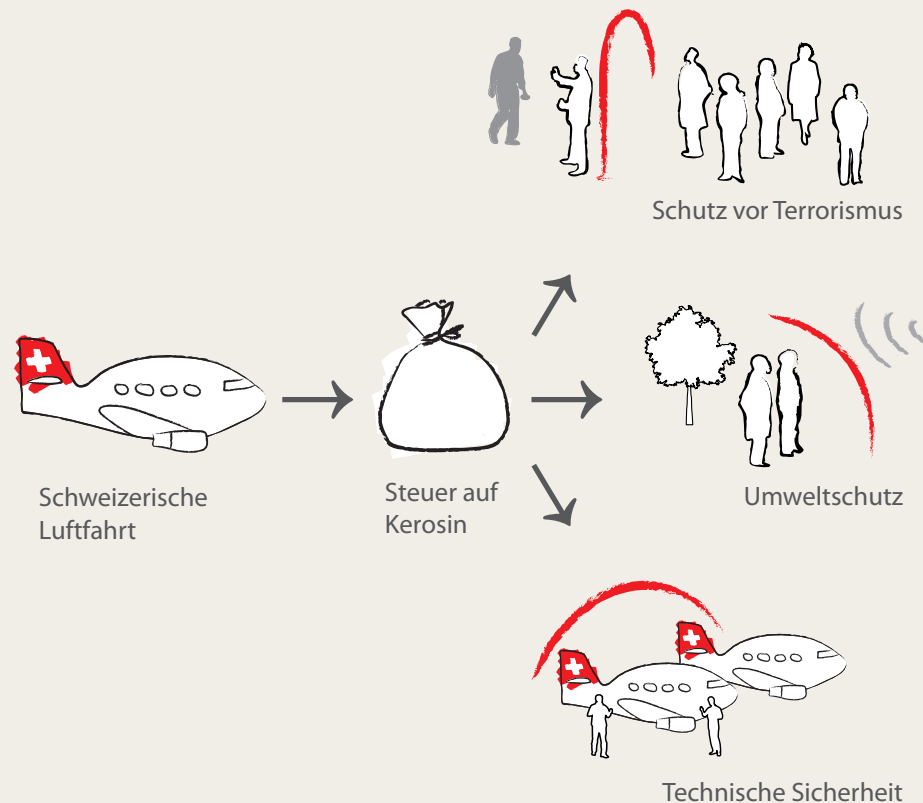 Schutz vor Terrorismus
Schweizerische
Luftfahrt
Steuer auf
Kerosin
Umweltschutz
Technische Sicherheit